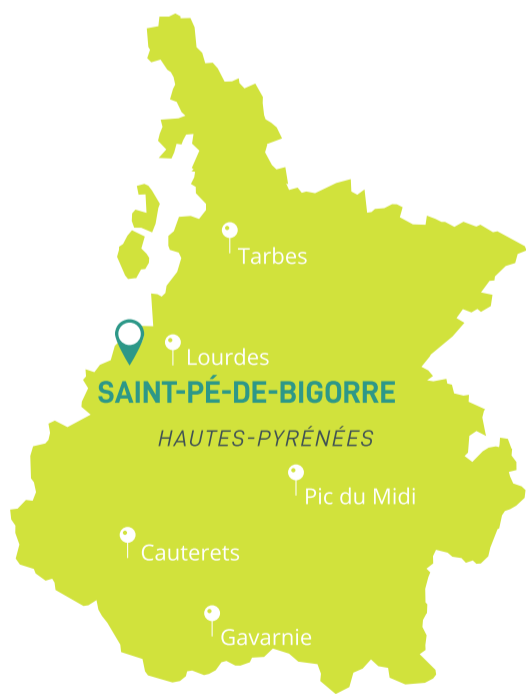 Tarbes
Lourdes
SAINT-PÉ-DE-BIGORRE
HAUTES-PYRÉNÉES
Pic du Midi
Cauterets
Gavarnie